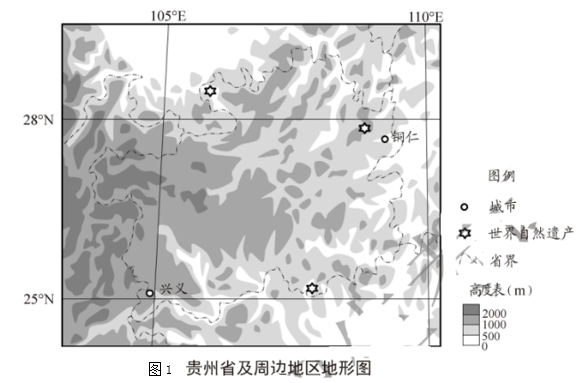 105°E 110°E
28°N
铜仁
图例
城市
世界自然遗产
省界
25°N
兴义
高度表(m)
2000
1000
500
0
图1 贵州省及周边地区地形图